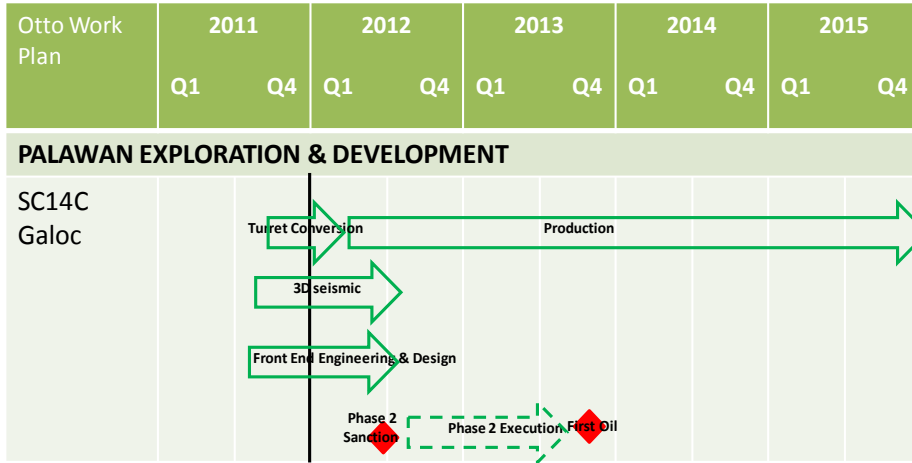 Otto Work Plan
2011 2012 2013 2014 2015
Q1 Q4 Q1 Q4 Q1 Q4 Q1 Q4 Q1 Q4
PALAWAN EXPLORATION & DEVELOPMENT
SC14C
Galoc
Turret Conversion
Production
3D seismic
Front End Engineering & Design
Phase 2
Sanction
Phase 2 Execution
First Oil